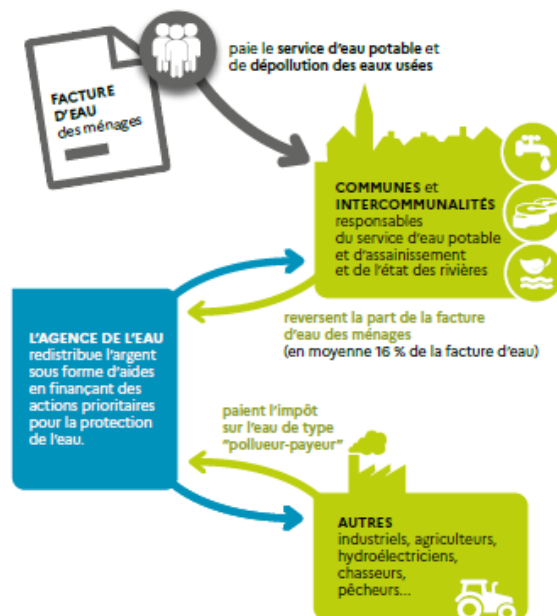 paie le service d'eau potable et
de dépollution des eaux usées
FACTURE
D'EAU
des ménages
COMMUNES et
INTERCOMMUNALITÉS
responsables
du service d'eau potable
et d'assainissement
et de l'état des rivières
reversent la part de la facture
d'eau des ménages
(en moyenne 16 % de la facture d'eau)
L'AGENCE DE L'EAU
redistribue l'argent
sous forme d'aides
en finançant des
actions prioritaires
pour la protection
de l'eau.
paient l'impôt
sur l'eau de type
"pollueur-payeur"
AUTRES
industriels, agriculteurs,
hydroélectriciens,
chasseurs,
pêcheurs...